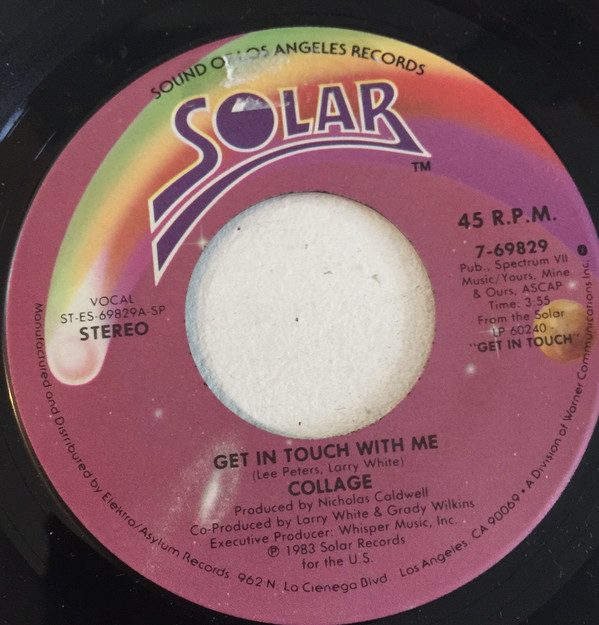 SOUND OF LOS ANGELES RECORDS
SOLAR
TM
45 R.P.M.
7-69829
Pub., Spectrum VII
Music/Yours, Mine
& Ours, ASCAP
Time: 3:55
From the Solar
LP 60240 -
"GET IN TOUCH"
VOCAL
ST-ES-69829A-SP
STEREO
GET IN TOUCH WITH ME
(Lee Peters, Larry White)
COLLAGE
Produced by Nicholas Caldwell
Co-Produced by Larry White & Grady Wilkins
Executive Producer: Whisper Music, Inc.
℗ 1983 Solar Records
for the U.S.
Manufactured and Distributed by Elektra/Asylum Records 962 N. La Cienega Blvd. Los Angeles, CA 90069 • A Division of Warner Communications Inc.